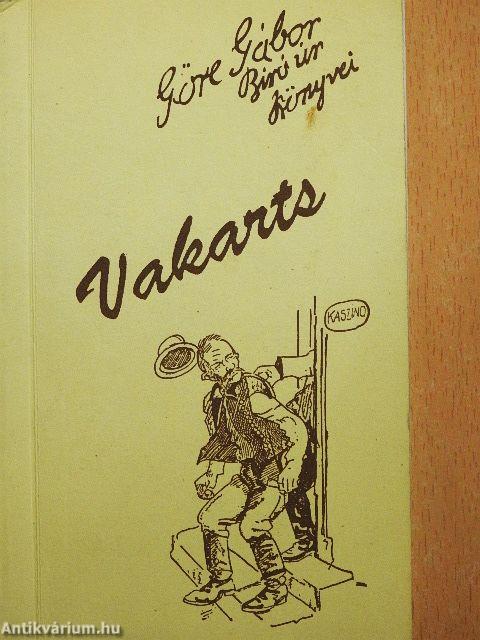 Göre Gábor
Biró úr
könyvei
Vakarts
KASZINO
Antikvárium.hu